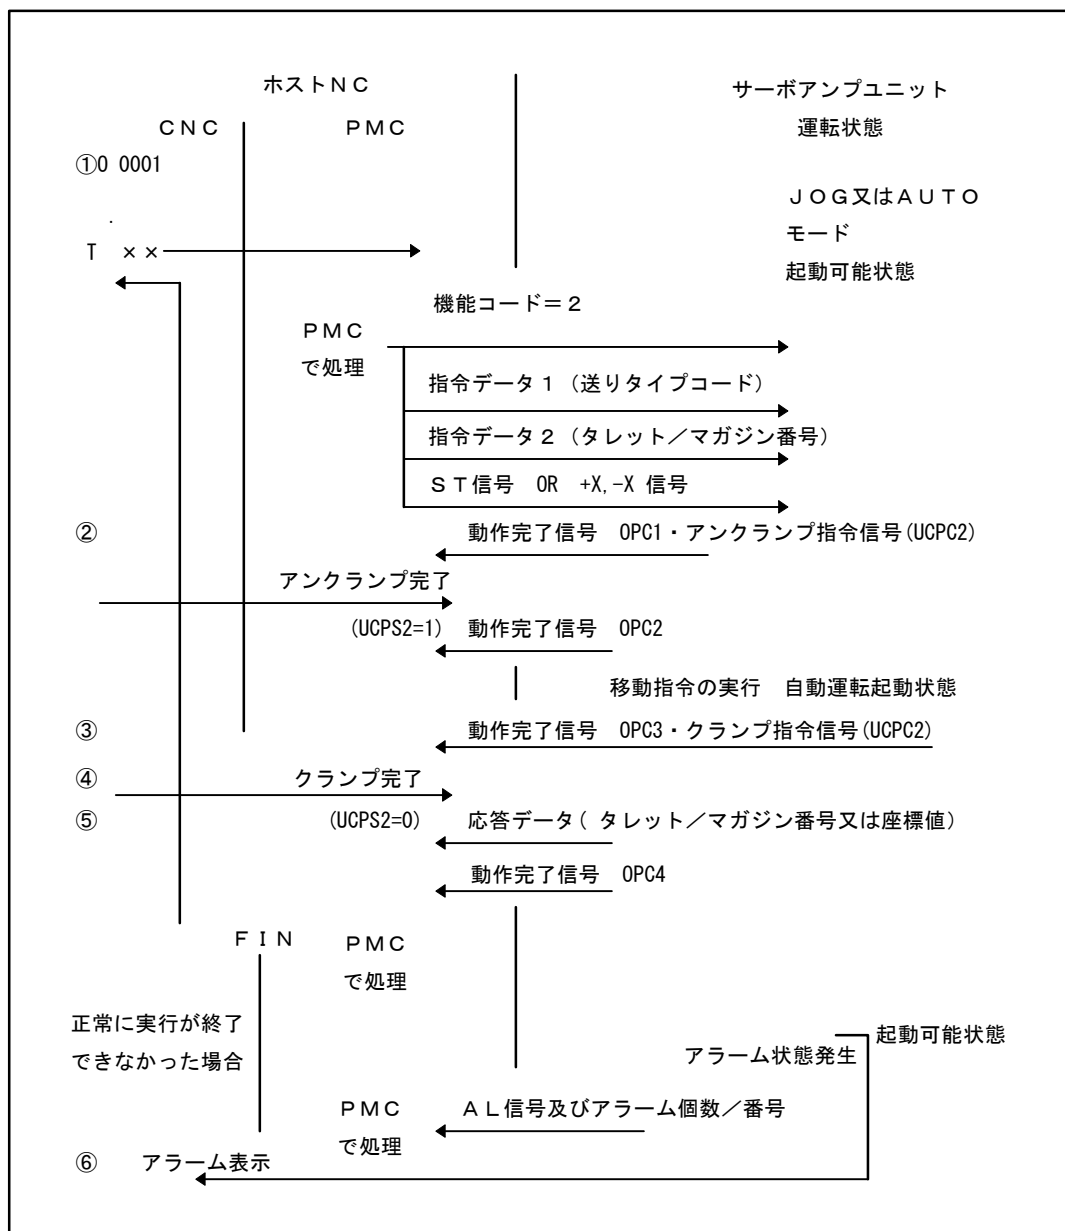 ホストＮＣ
サーボアンプユニット
ＣＮＣ
ＰＭＣ
運転状態
①O 0001
ＪＯＧ又はＡＵＴＯ
.
モード
T ××
起動可能状態
機能コード＝２
ＰＭＣ
で処理
指令データ１（送りタイプコード）
指令データ２（タレット／マガジン番号）
ＳＴ信号 OR +X,-X 信号
② 動作完了信号 OPC1・アンクランプ指令信号(UCPC2)
アンクランプ完了
(UCPS2=1) 動作完了信号 OPC2
移動指令の実行 自動運転起動状態
③ 動作完了信号 OPC3・クランプ指令信号(UCPC2)
④ クランプ完了
⑤ (UCPS2=0) 応答データ( タレット／マガジン番号又は座標値)
動作完了信号 OPC4
ＦＩＮ
ＰＭＣ
で処理
正常に実行が終了
できなかった場合
起動可能状態
アラーム状態発生
ＰＭＣ
で処理
ＡＬ信号及びアラーム個数／番号
⑥ アラーム表示